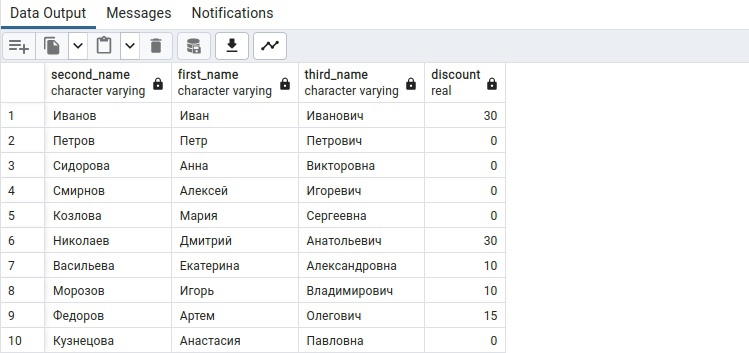 Data Output Messages Notifications
second_name first_name third_name discount
character varying character varying character varying real
1 Иванов Иван Иванович 30
2 Петров Петр Петрович 0
3 Сидорова Анна Викторовна 0
4 Смирнов Алексей Игоревич 0
5 Козлова Мария Сергеевна 0
6 Николаев Дмитрий Анатольевич 30
7 Васильева Екатерина Александровна 10
8 Морозов Игорь Владимирович 10
9 Федоров Артем Олегович 15
10 Кузнецова Анастасия Павловна 0